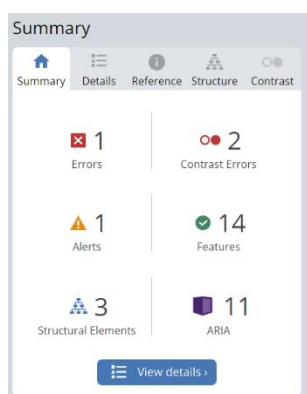 Summary
Summary Details Reference Structure Contrast
1 2
Errors Contrast Errors
1 14
Alerts Features
3 11
Structural Elements ARIA
View details ›